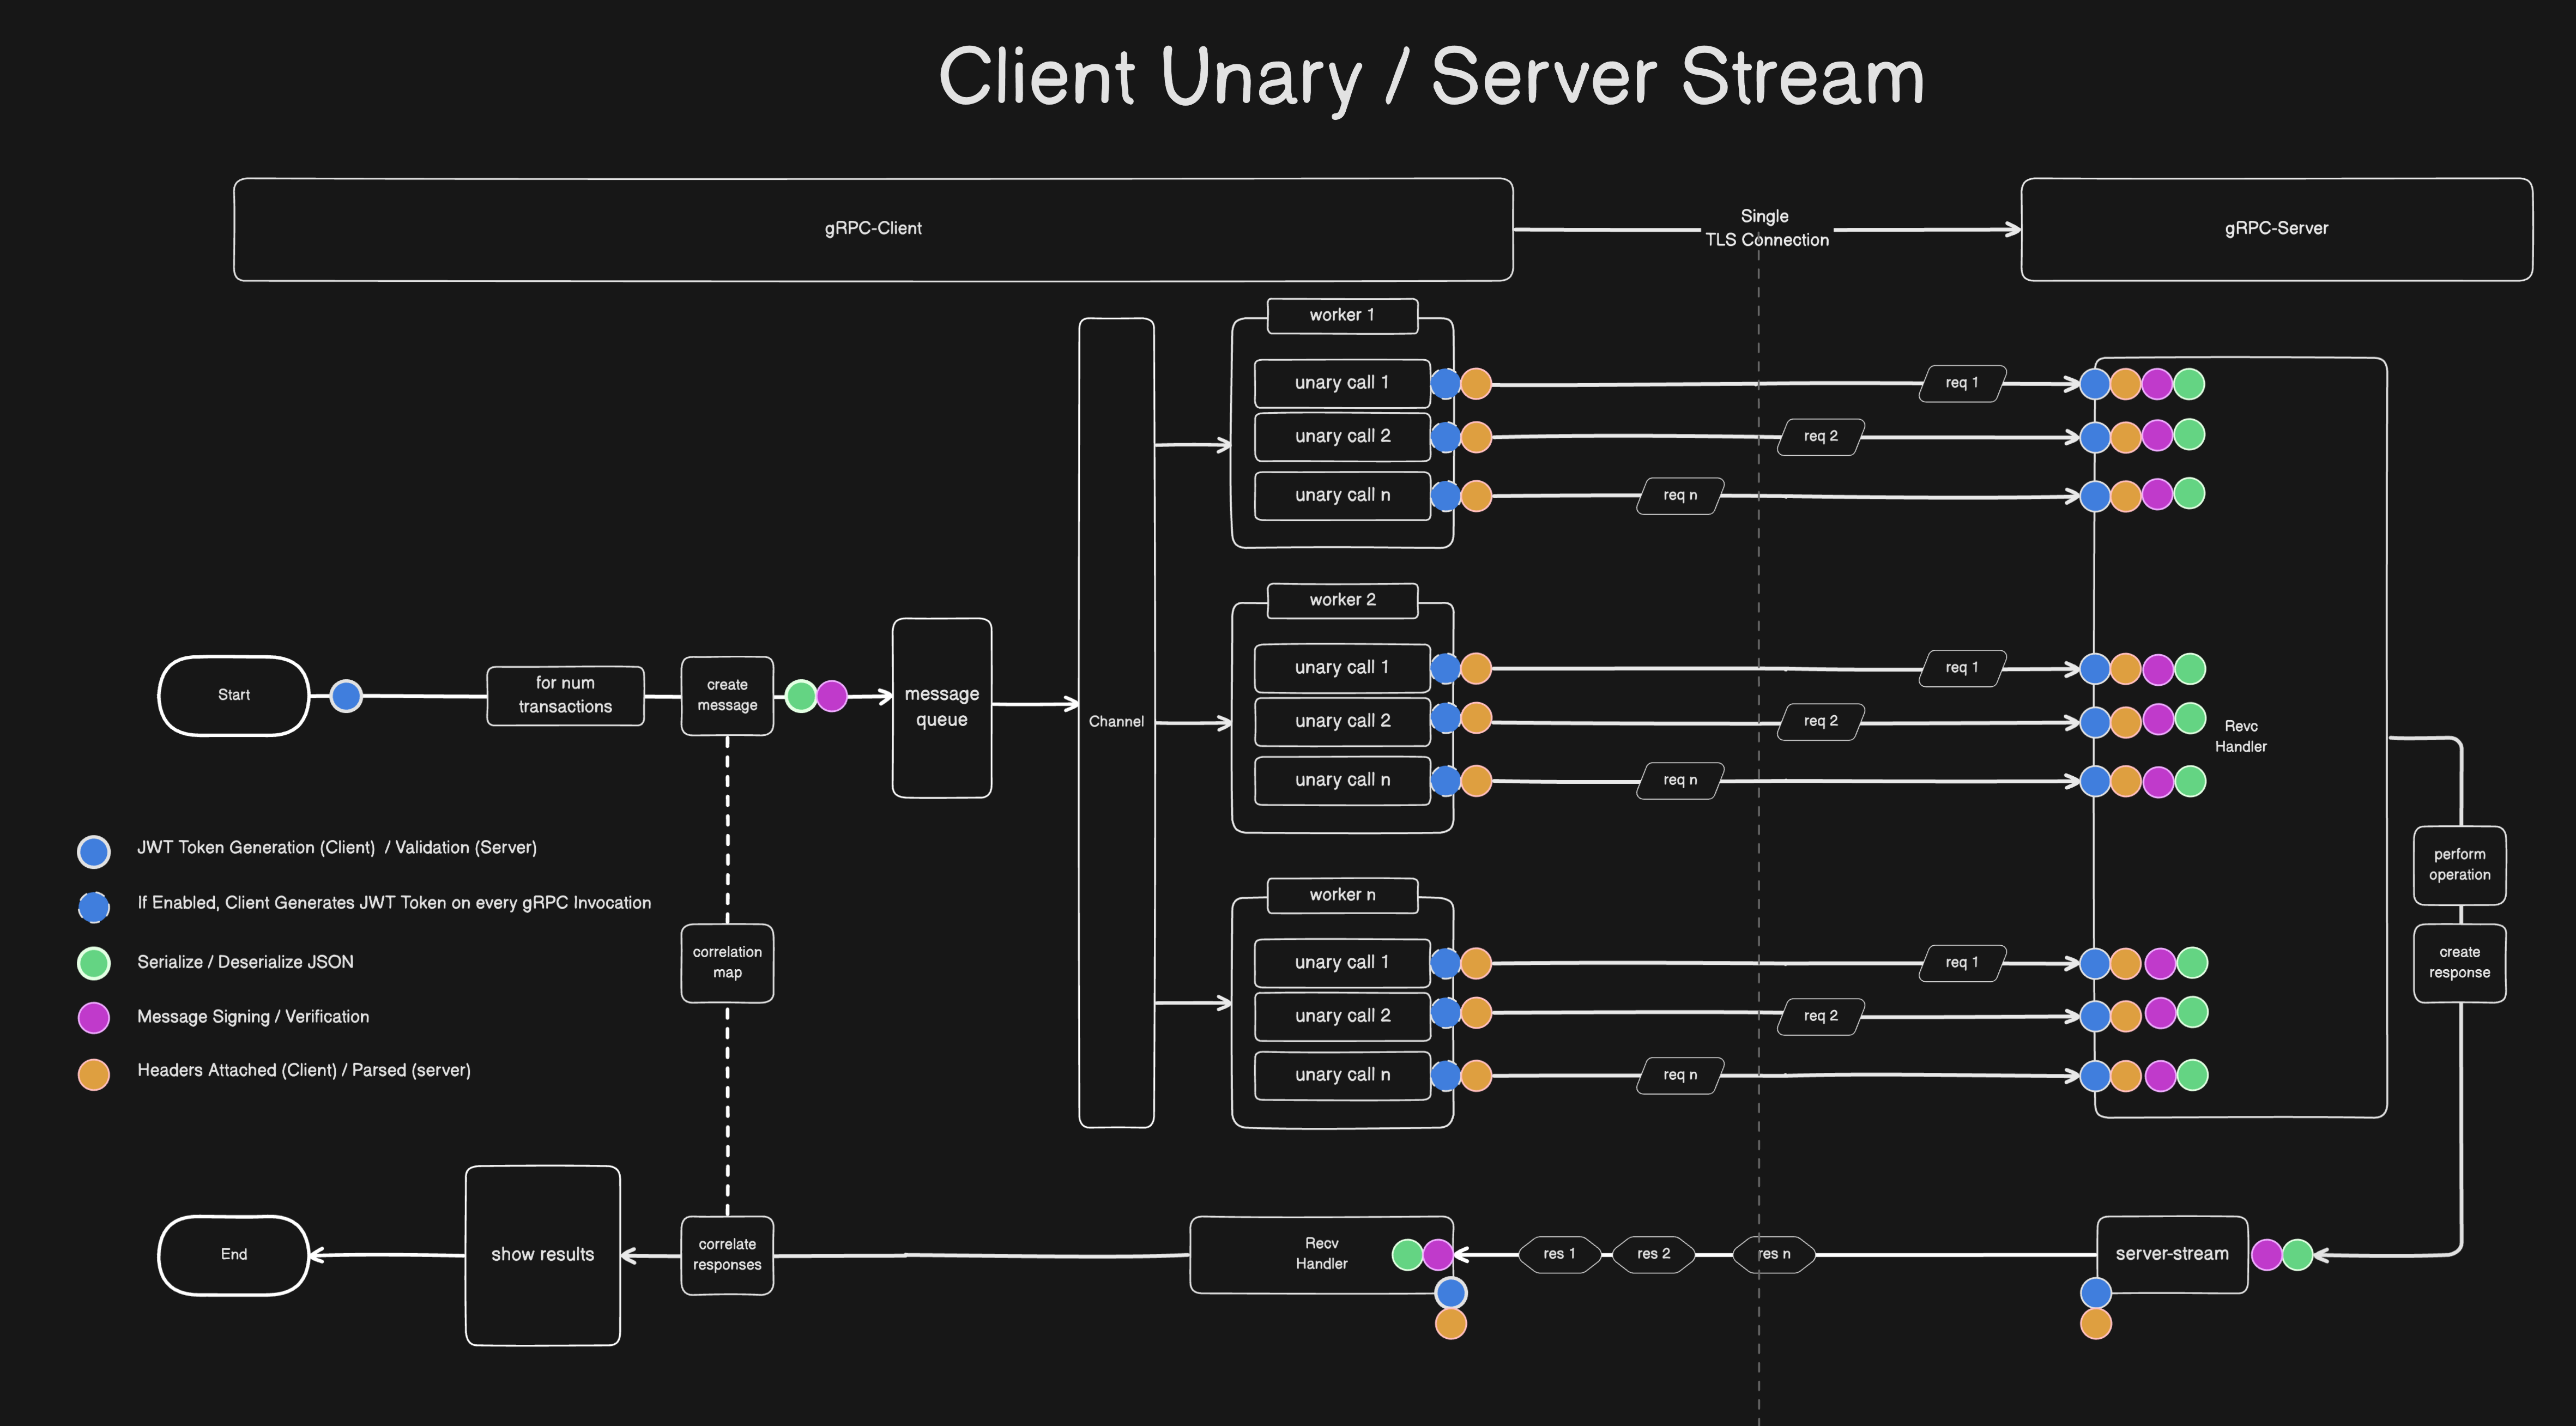 Client Unary / Server Stream
gRPC-Client
Single
TLS Connection
gRPC-Server
worker 1
unary call 1
req 1
unary call 2
req 2
unary call n
req n
worker 2
unary call 1
req 1
unary call 2
req 2
unary call n
req n
Start
for num
transactions
create
message
message
queue
Channel
Revc
Handler
JWT Token Generation (Client)  / Validation (Server)
If Enabled, Client Generates JWT Token on every gRPC Invocation
Serialize / Deserialize JSON
Message Signing / Verification
Headers Attached (Client) / Parsed (server)
correlation
map
worker n
unary call 1
req 1
unary call 2
req 2
unary call n
req n
perform
operation
create
response
End
show results
correlate
responses
Recv
Handler
res 1
res 2
res n
server-stream